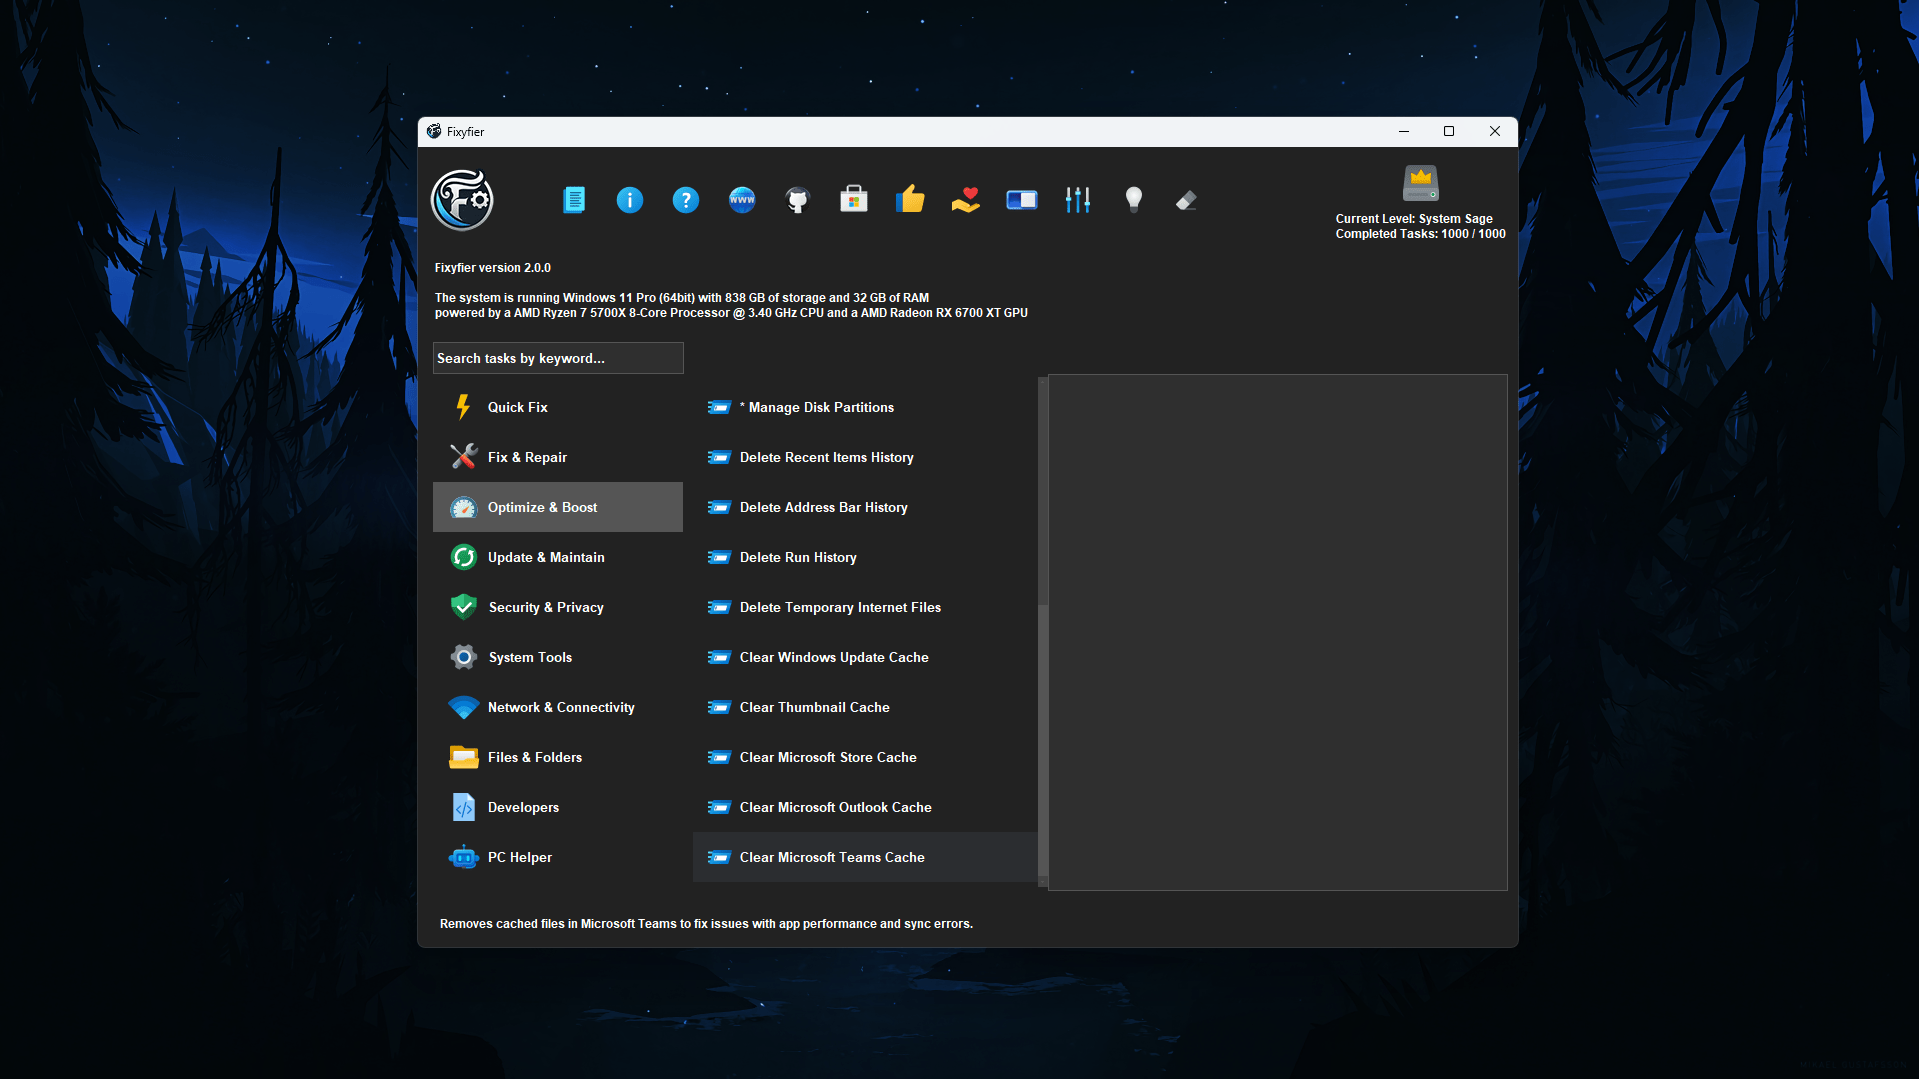 Fixyfier
WWW
Current Level: System Sage
Completed Tasks: 1000 / 1000
Fixyfier version 2.0.0
The system is running Windows 11 Pro (64bit) with 838 GB of storage and 32 GB of RAM
powered by a AMD Ryzen 7 5700X 8-Core Processor @ 3.40 GHz CPU and a AMD Radeon RX 6700 XT GPU
Search tasks by keyword...
Quick Fix
Fix & Repair
Optimize & Boost
Update & Maintain
Security & Privacy
System Tools
Network & Connectivity
Files & Folders
Developers
PC Helper
* Manage Disk Partitions
Delete Recent Items History
Delete Address Bar History
Delete Run History
Delete Temporary Internet Files
Clear Windows Update Cache
Clear Thumbnail Cache
Clear Microsoft Store Cache
Clear Microsoft Outlook Cache
Clear Microsoft Teams Cache
Removes cached files in Microsoft Teams to fix issues with app performance and sync errors.